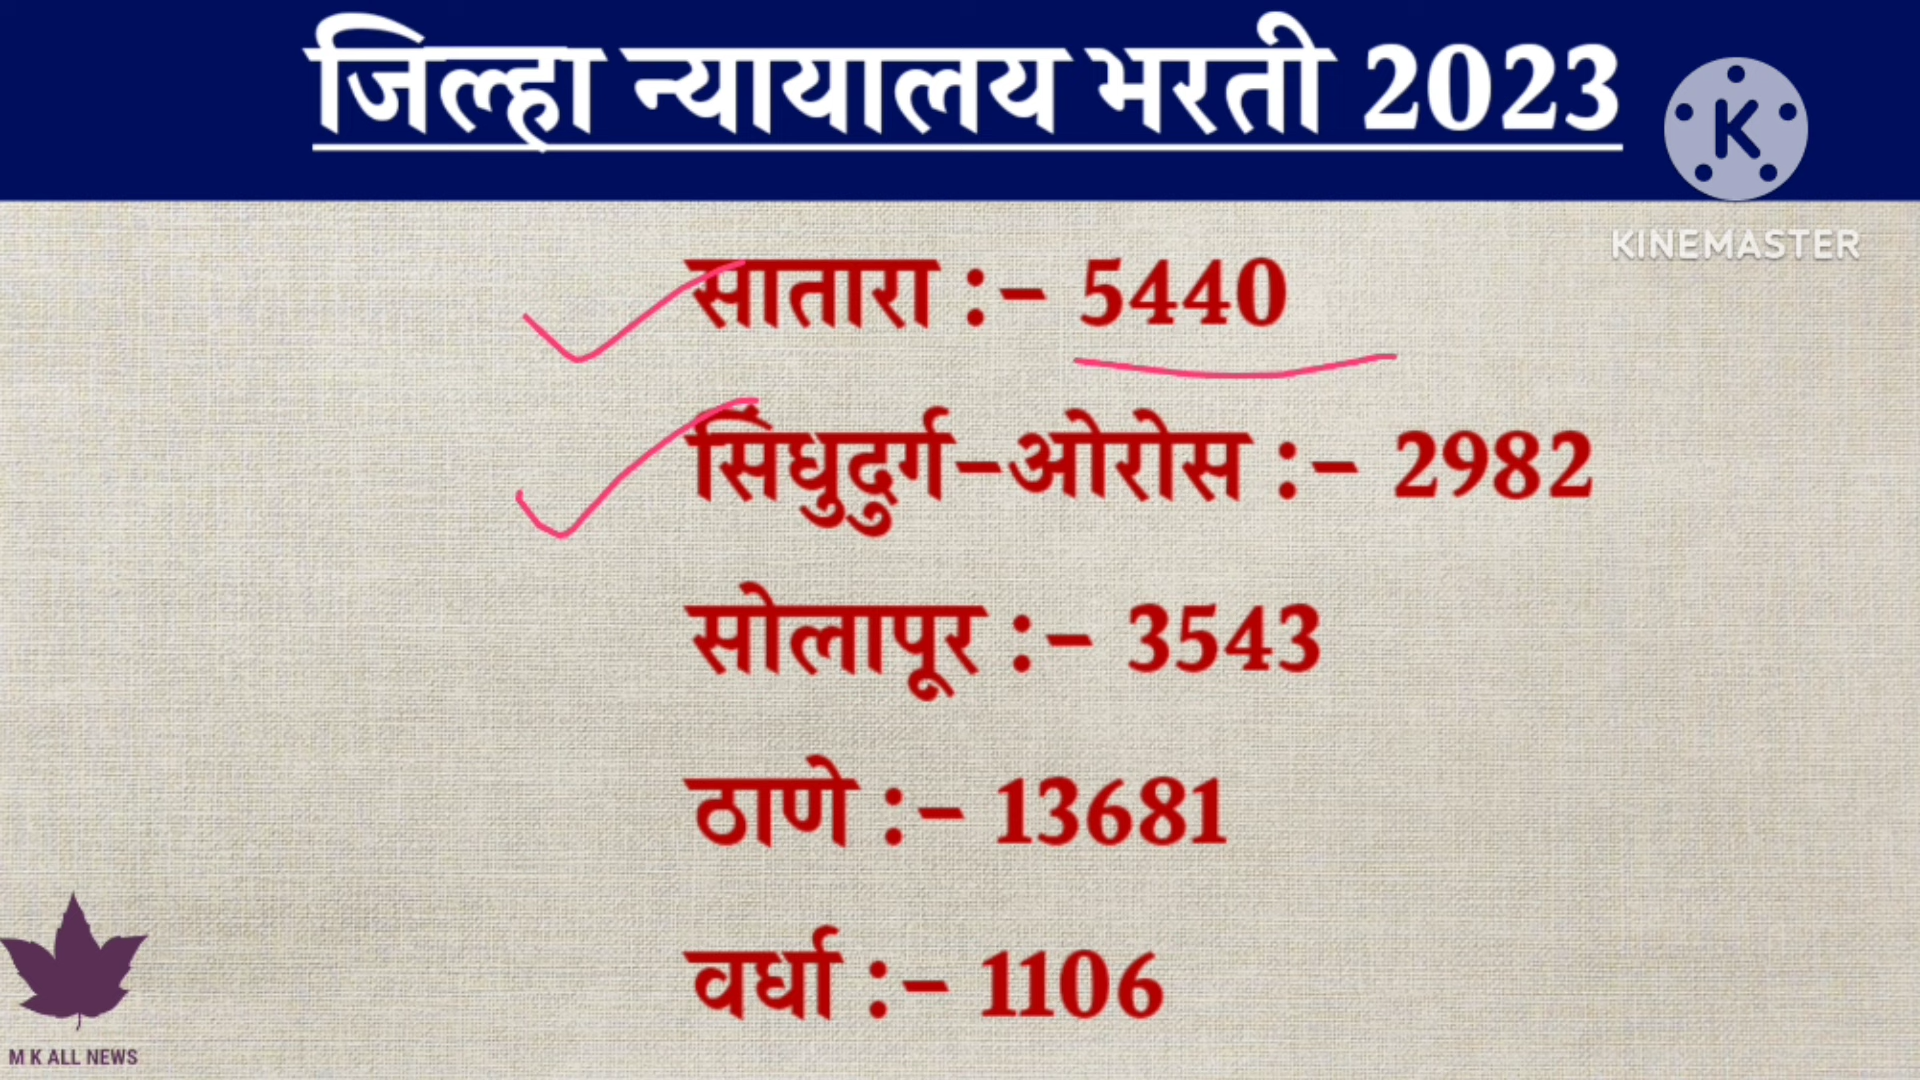 जिल्हा न्यायालय भरती 2023
KINEMASTER
सातारा :- 5440
सिंधुदुर्ग-ओरोस :- 2982
सोलापूर :- 3543
ठाणे :- 13681
वर्धा :- 1106
M K ALL NEWS